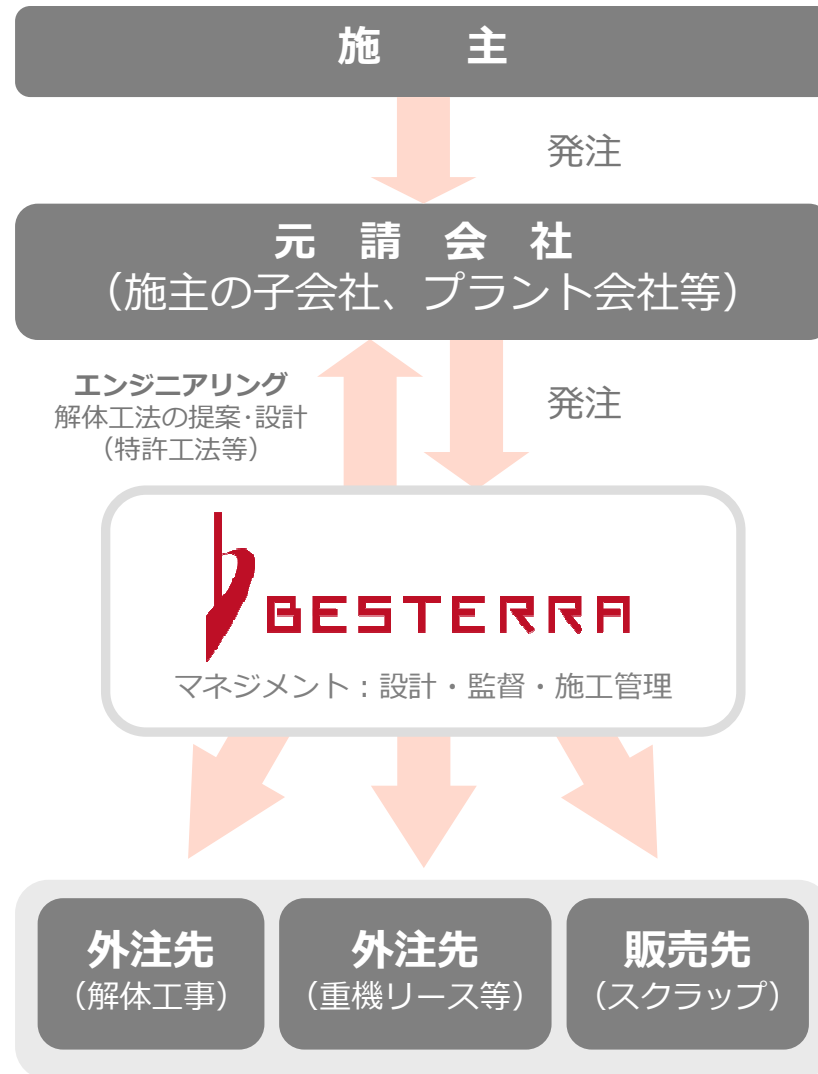 施　主
発注
元 請 会 社
（施主の子会社、プラント会社等）
エンジニアリング
解体工法の提案・設計
（特許工法等）
発注
BESTERRA
マネジメント：設計・監督・施工管理
外注先
（解体工事）
外注先
（重機リース等）
販売先
（スクラップ）